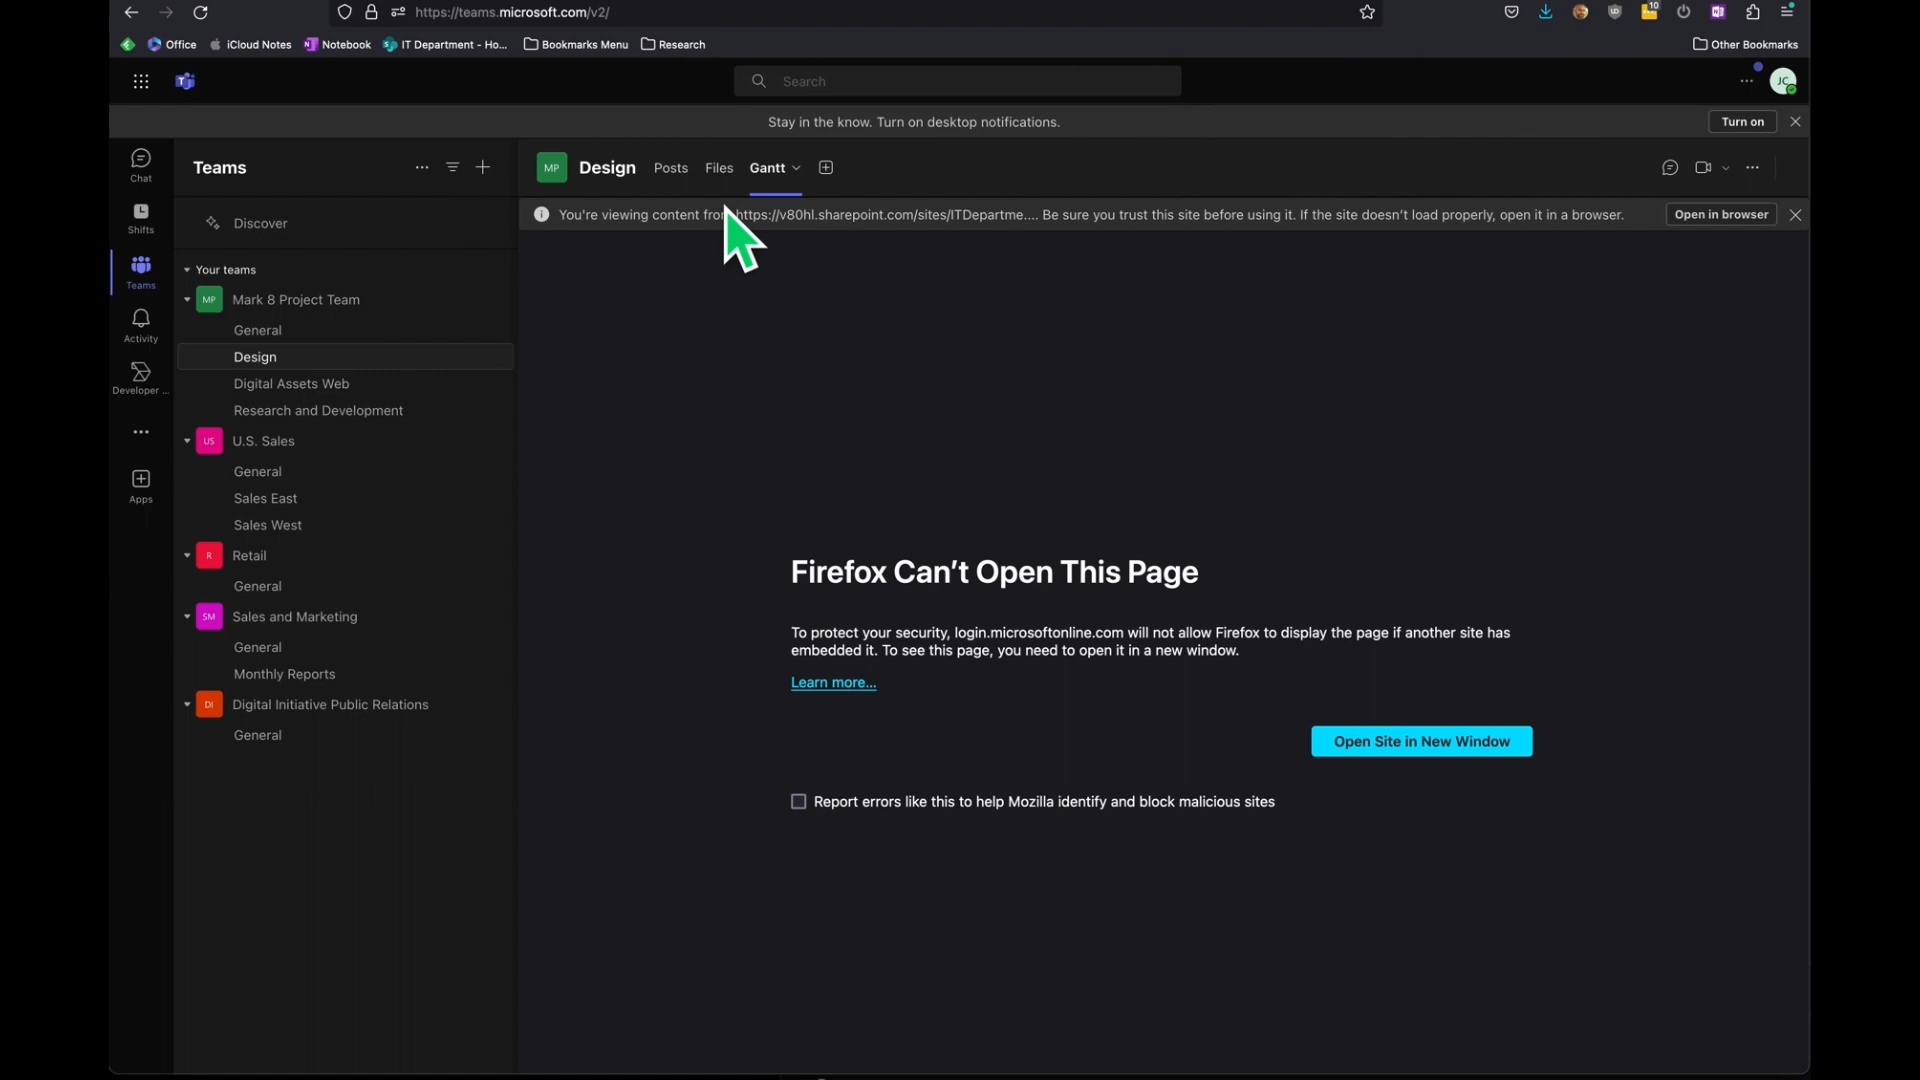 https://teams.microsoft.com/v2/
10
Office
iCloud Notes
Notebook
IT Department - Ho...
Bookmarks Menu
Research
Other Bookmarks
Search
JC
Stay in the know. Turn on desktop notifications.
Turn on
Chat
Shifts
Teams
Activity
Developer ...
Apps
Teams
Discover
Your teams
MP Mark 8 Project Team
General
Design
Digital Assets Web
Research and Development
US U.S. Sales
General
Sales East
Sales West
R Retail
General
SM Sales and Marketing
General
Monthly Reports
DI Digital Initiative Public Relations
General
MP Design Posts Files Gantt
You're viewing content from https://v80hl.sharepoint.com/sites/ITDepartme.... Be sure you trust this site before using it. If the site doesn't load properly, open it in a browser.
Open in browser
Firefox Can't Open This Page
To protect your security, login.microsoftonline.com will not allow Firefox to display the page if another site has
embedded it. To see this page, you need to open it in a new window.
Learn more...
Open Site in New Window
Report errors like this to help Mozilla identify and block malicious sites